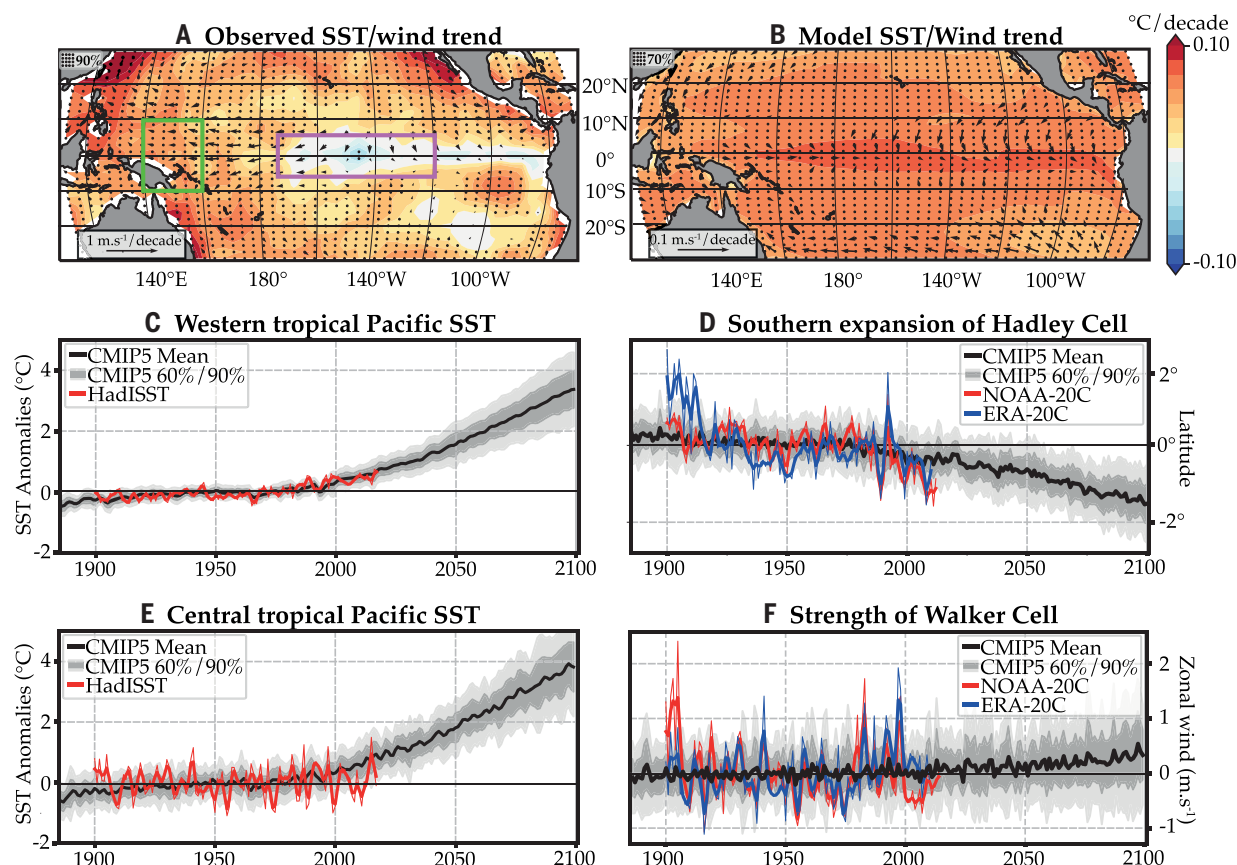 °C/decade
A Observed SST/wind trend
B Model SST/Wind trend
90%
70%
0.10
-0.10
20°N
10°N
0°
10°S
20°S
1 m.s⁻¹/decade
0.1 m.s⁻¹/decade
140°E 180° 140°W 100°W
140°E 180° 140°W 100°W
C Western tropical Pacific SST
SST Anomalies (°C)
4
2
0
-2
CMIP5 Mean
CMIP5 60%/90%
HadISST
1900 1950 2000 2050 2100
D Southern expansion of Hadley Cell
CMIP5 Mean
CMIP5 60%/90%
NOAA-20C
ERA-20C
2°
0°
-2°
Latitude
1900 1950 2000 2050 2100
E Central tropical Pacific SST
SST Anomalies (°C)
4
2
0
-2
CMIP5 Mean
CMIP5 60%/90%
HadISST
1900 1950 2000 2050 2100
F Strength of Walker Cell
CMIP5 Mean
CMIP5 60%/90%
NOAA-20C
ERA-20C
2
1
0
-1
Zonal wind (m.s⁻¹)
1900 1950 2000 2050 2100